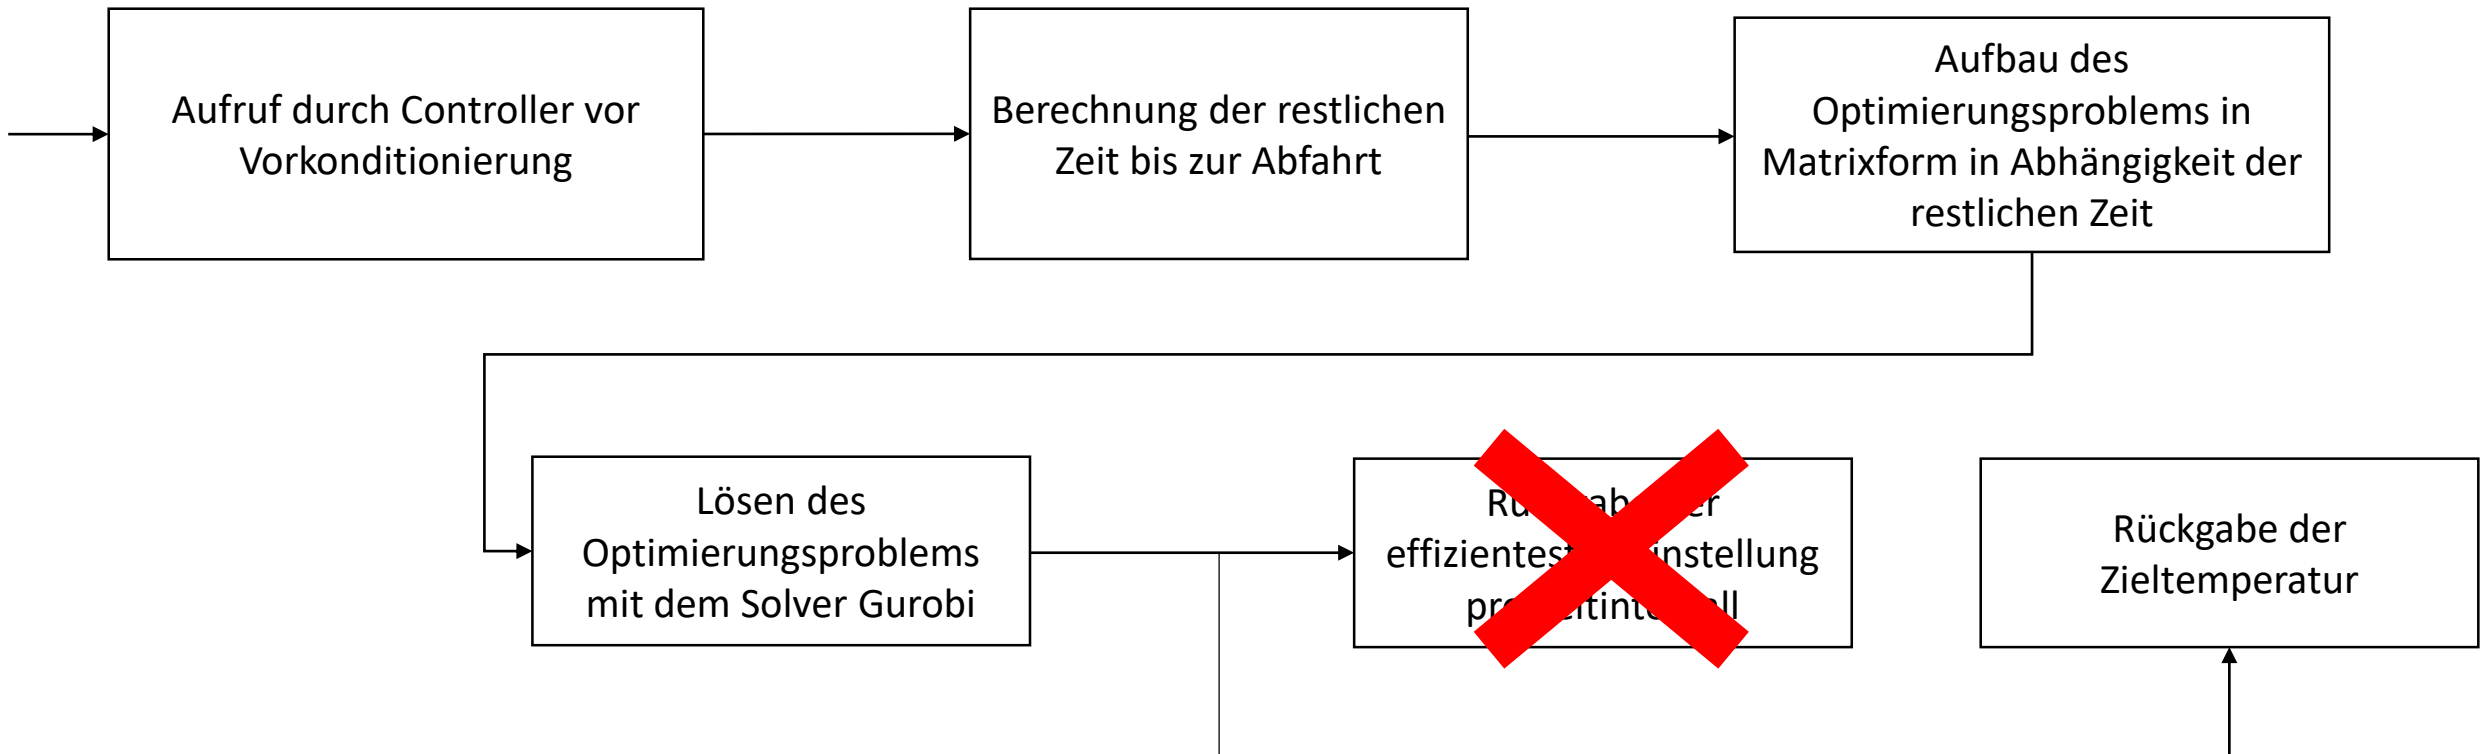 Aufruf durch Controller vor
Vorkonditionierung
Berechnung der restlichen
Zeit bis zur Abfahrt
Aufbau des
Optimierungsproblems in
Matrixform in Abhängigkeit der
restlichen Zeit
Lösen des
Optimierungsproblems
mit dem Solver Gurobi
Rückgabe der
Zieltemperatur